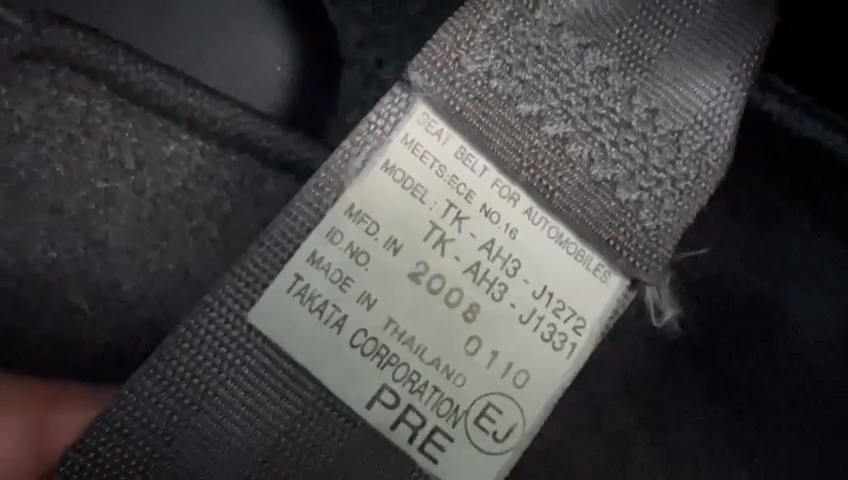 SEAT BELT FOR AUTOMOBILES
MEETS:ECE NO.16
MODEL: TK - AH3 - J1272
TK - AH3 - J1331
MFD. IN 2008
ID.NO. 0110
MADE IN THAILAND
TAKATA CORPORATION
EJ
PRE